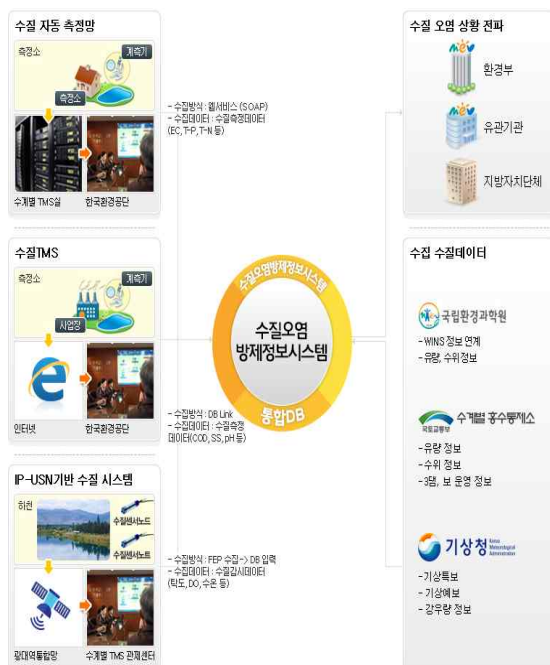 수질 자동 측정망
측정소
계측기
측정소
수계별 TMS실
한국환경공단
- 수집방식 : 웹서비스 (SOAP)
- 수집데이터 : 수질측정데이터
(EC, T-P, T-N 등)
수질TMS
측정소
계측기
사업장
인터넷
한국환경공단
- 수집방식 : DB Link
- 수집데이터 : 수질측정
데이터(COD, SS, pH 등)
IP-USN기반 수질 시스템
하천
수질센서노드
수질센서노트
광대역통합망
수계별 TMS 관제센터
- 수집방식 : FEP 수집-> DB 입력
- 수집데이터 : 수질감시데이터
(탁도, DO, 수온 등)
수질오염방제정보시스템
수질오염
방제정보시스템
통합DB
수질 오염 상황 전파
mev
환경부
mev
유관기관
지방자치단체
수집 수질데이터
국립환경과학원
- WINS 정보 연계
- 유량, 수위정보
국토교통부
수계별 홍수통제소
- 유량 정보
- 수위 정보
- 3댐, 보 운영 정보
기상청
Korea
Meteorological
Administration
- 기상특보
- 기상예보
- 강우량 정보